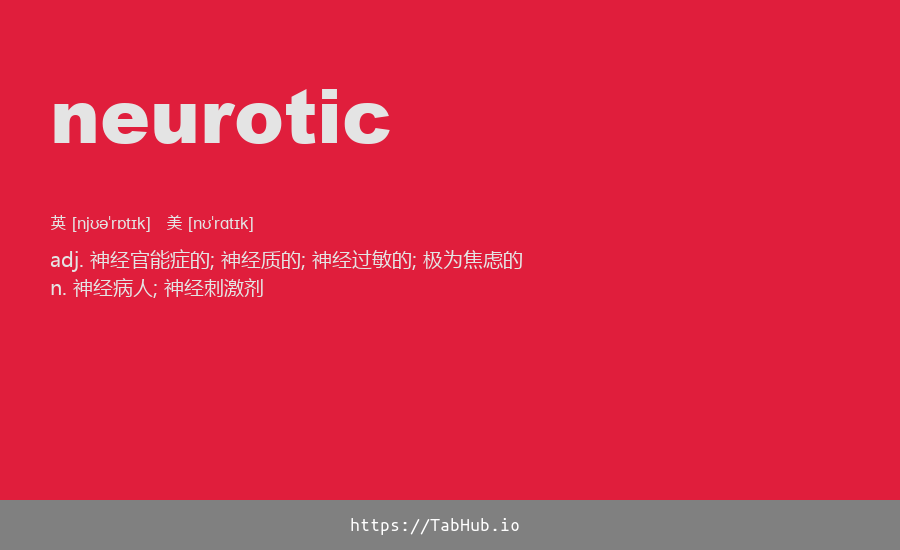 neurotic
英 [njʊəˈrɒtɪk] 美 [nʊˈrɑtɪk]
adj. 神经官能症的; 神经质的; 神经过敏的; 极为焦虑的
n. 神经病人; 神经刺激剂
https://TabHub.io